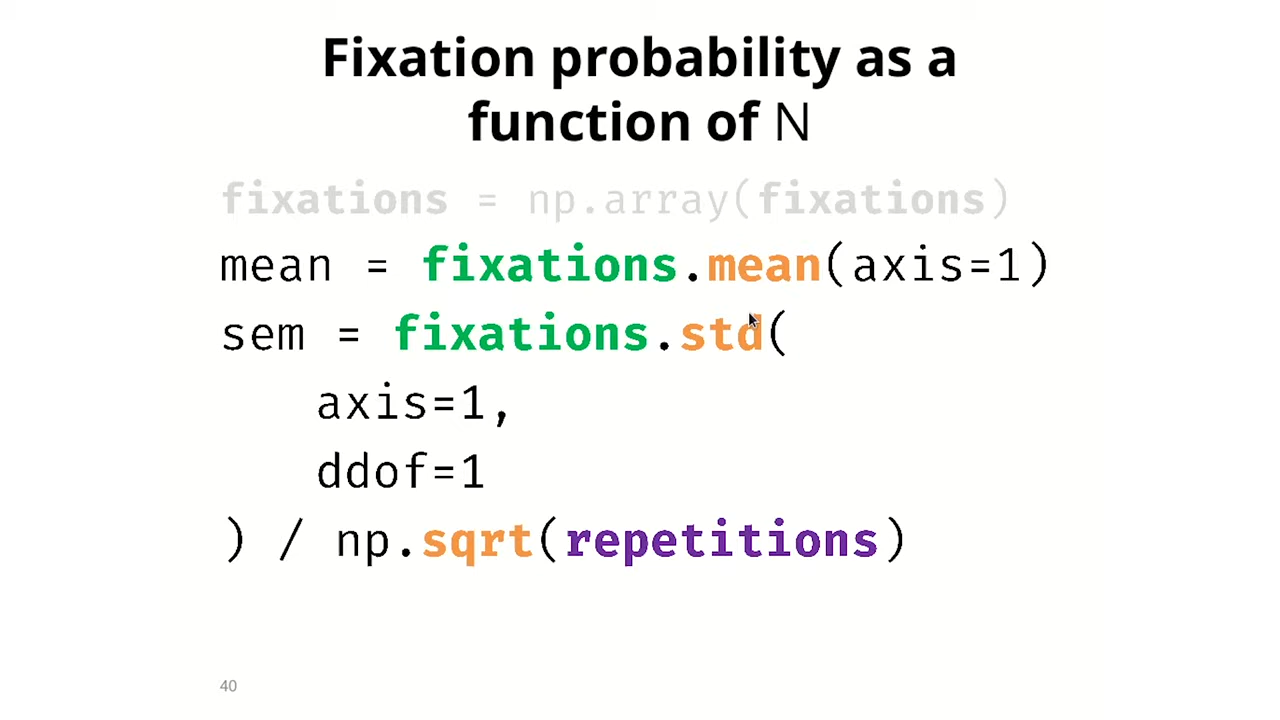 Fixation probability as a
function of N
fixations = np.array(fixations)
mean = fixations.mean(axis=1)
sem = fixations.std(
axis=1,
ddof=1
) / np.sqrt(repetitions)
40